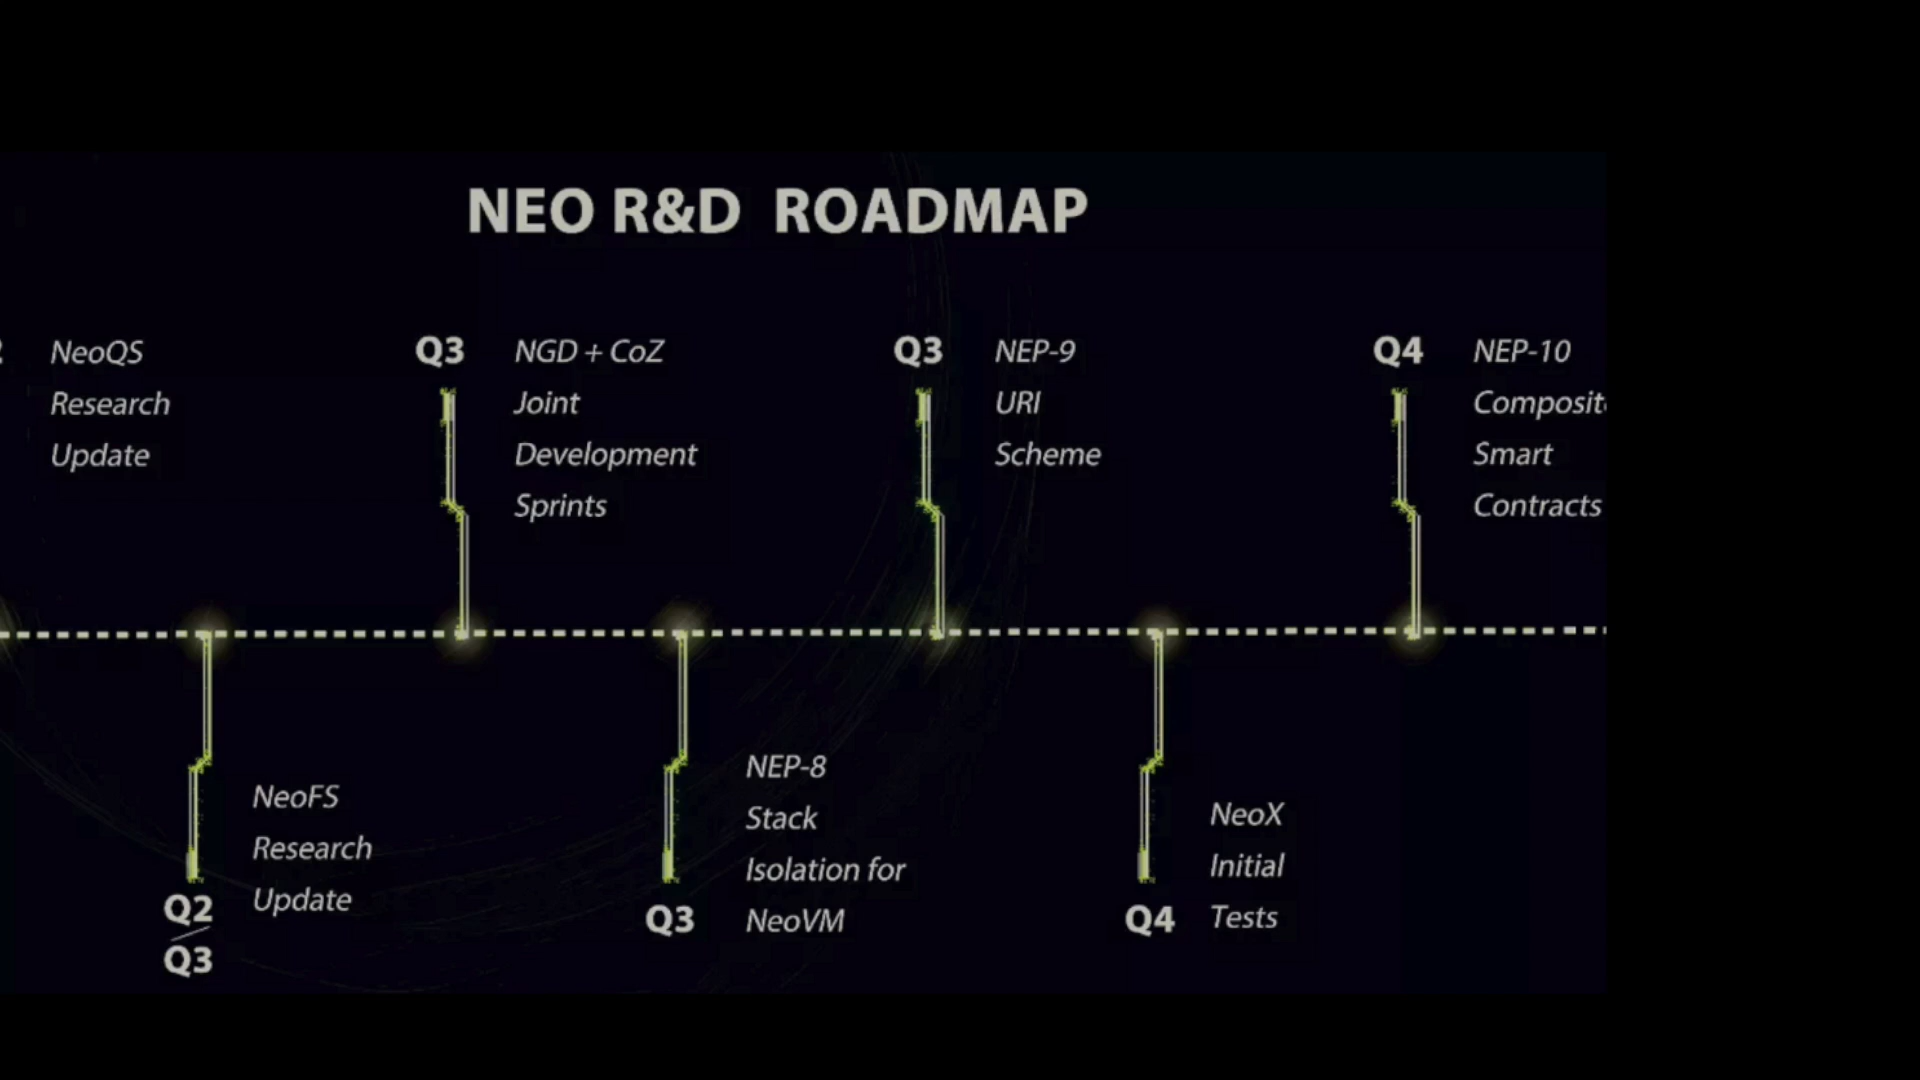 NEO R&D ROADMAP
NeoQS
Research
Update
Q3
NGD + CoZ
Joint
Development
Sprints
Q3
NEP-9
URI
Scheme
Q4
NEP-10
Smart
Contracts
Q2
Q3
NeoFS
Research
Update
Q3
NEP-8
Stack
Isolation for
NeoVM
Q4
NeoX
Initial
Tests